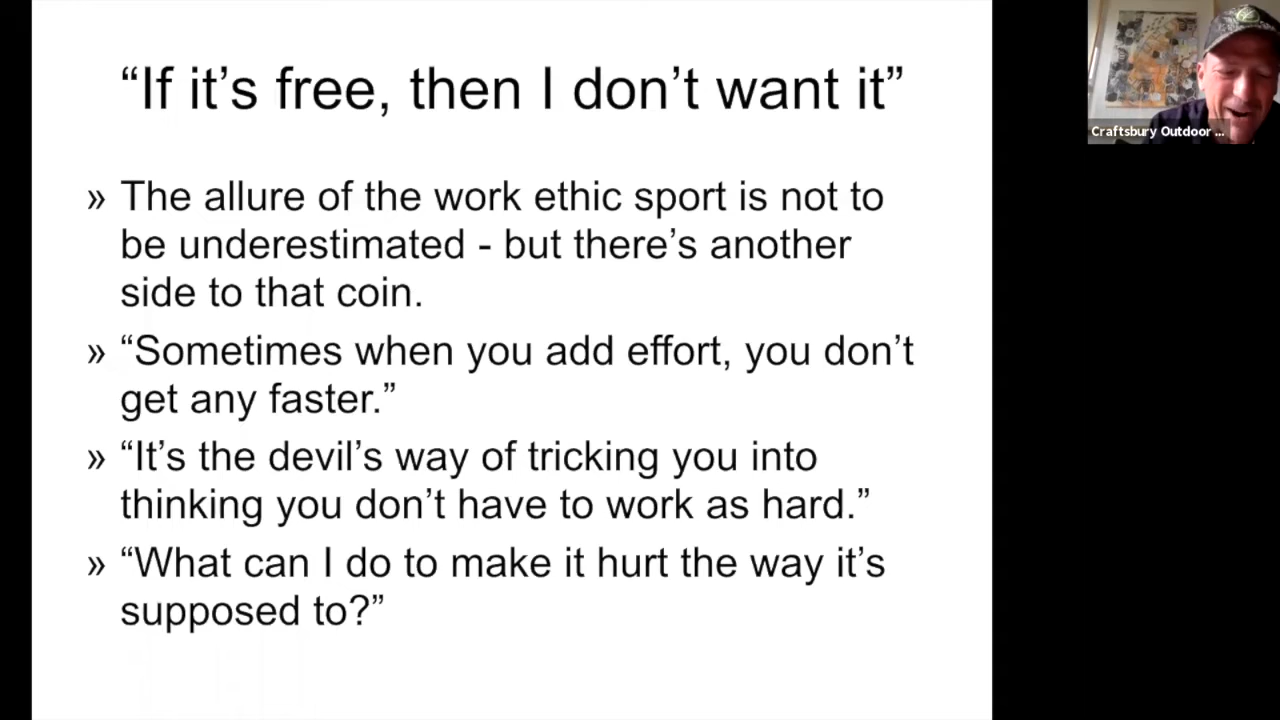 “If it’s free, then I don’t want it”
» The allure of the work ethic sport is not to
be underestimated - but there’s another
side to that coin.
» “Sometimes when you add effort, you don’t
get any faster.”
» “It’s the devil’s way of tricking you into
thinking you don’t have to work as hard.”
» “What can I do to make it hurt the way it’s
supposed to?”
Craftsbury Outdoor ...